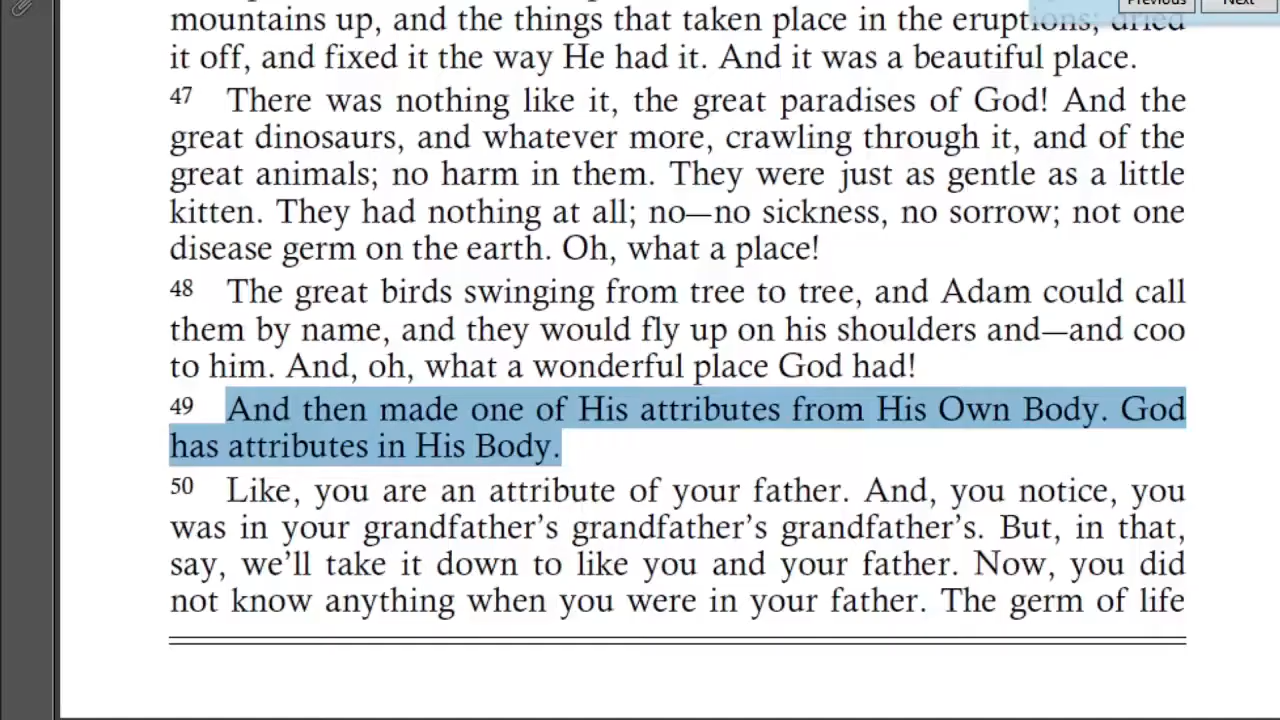 Previous
Next
mountains up, and the things that taken place in the eruptions; dried
it off, and fixed it the way He had it. And it was a beautiful place.
47 There was nothing like it, the great paradises of God! And the
great dinosaurs, and whatever more, crawling through it, and of the
great animals; no harm in them. They were just as gentle as a little
kitten. They had nothing at all; no—no sickness, no sorrow; not one
disease germ on the earth. Oh, what a place!
48 The great birds swinging from tree to tree, and Adam could call
them by name, and they would fly up on his shoulders and—and coo
to him. And, oh, what a wonderful place God had!
49 And then made one of His attributes from His Own Body. God
has attributes in His Body.
50 Like, you are an attribute of your father. And, you notice, you
was in your grandfather's grandfather's grandfather's. But, in that,
say, we'll take it down to like you and your father. Now, you did
not know anything when you were in your father. The germ of life